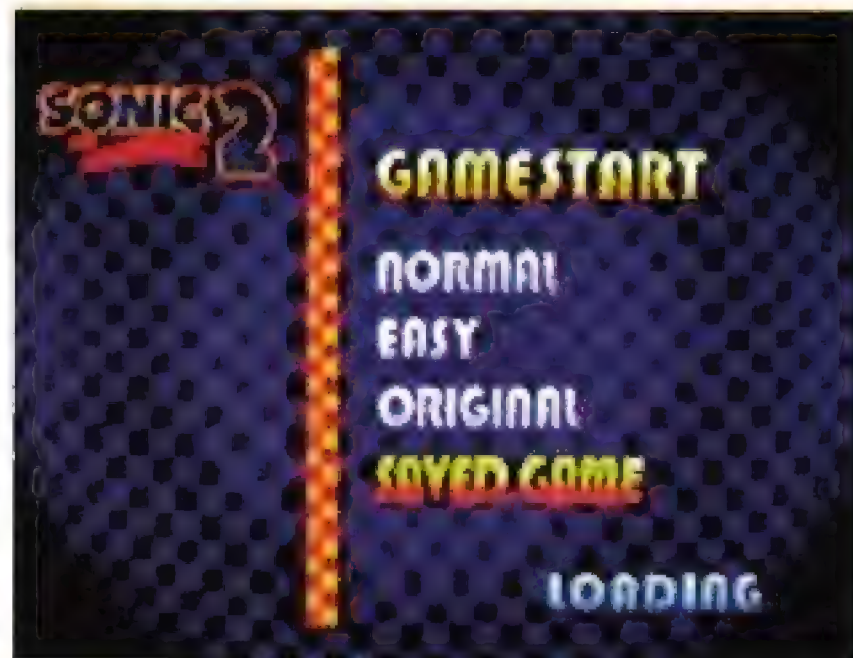 SONIC 2
GAMESTART
NORMAL
EASY
ORIGINAL
SAVED GAME
LOADING